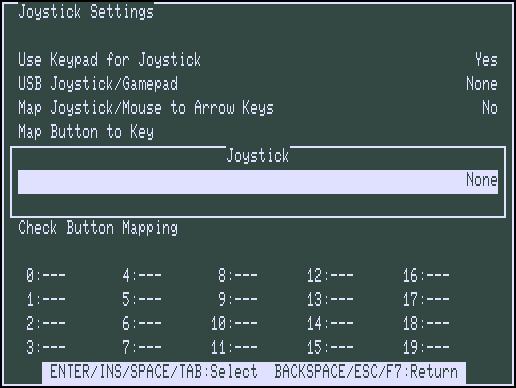 Joystick Settings
Use Keypad for Joystick Yes
USB Joystick/Gamepad None
Map Joystick/Mouse to Arrow Keys No
Map Button to Key
Joystick
None
Check Button Mapping
0:--- 4:--- 8:--- 12:--- 16:---
1:--- 5:--- 9:--- 13:--- 17:---
2:--- 6:--- 10:--- 14:--- 18:---
3:--- 7:--- 11:--- 15:--- 19:---
ENTER/INS/SPACE/TAB:Select BACKSPACE/ESC/F7:Return